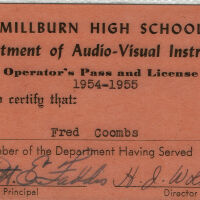 MILLBURN HIGH SCHOO
tment of Audio-Visual Instr
Operator's Pass and License
1954-1955
o certify that:
Fred Coombs
mber of the Department Having Served
H. J. W
Principal
Director